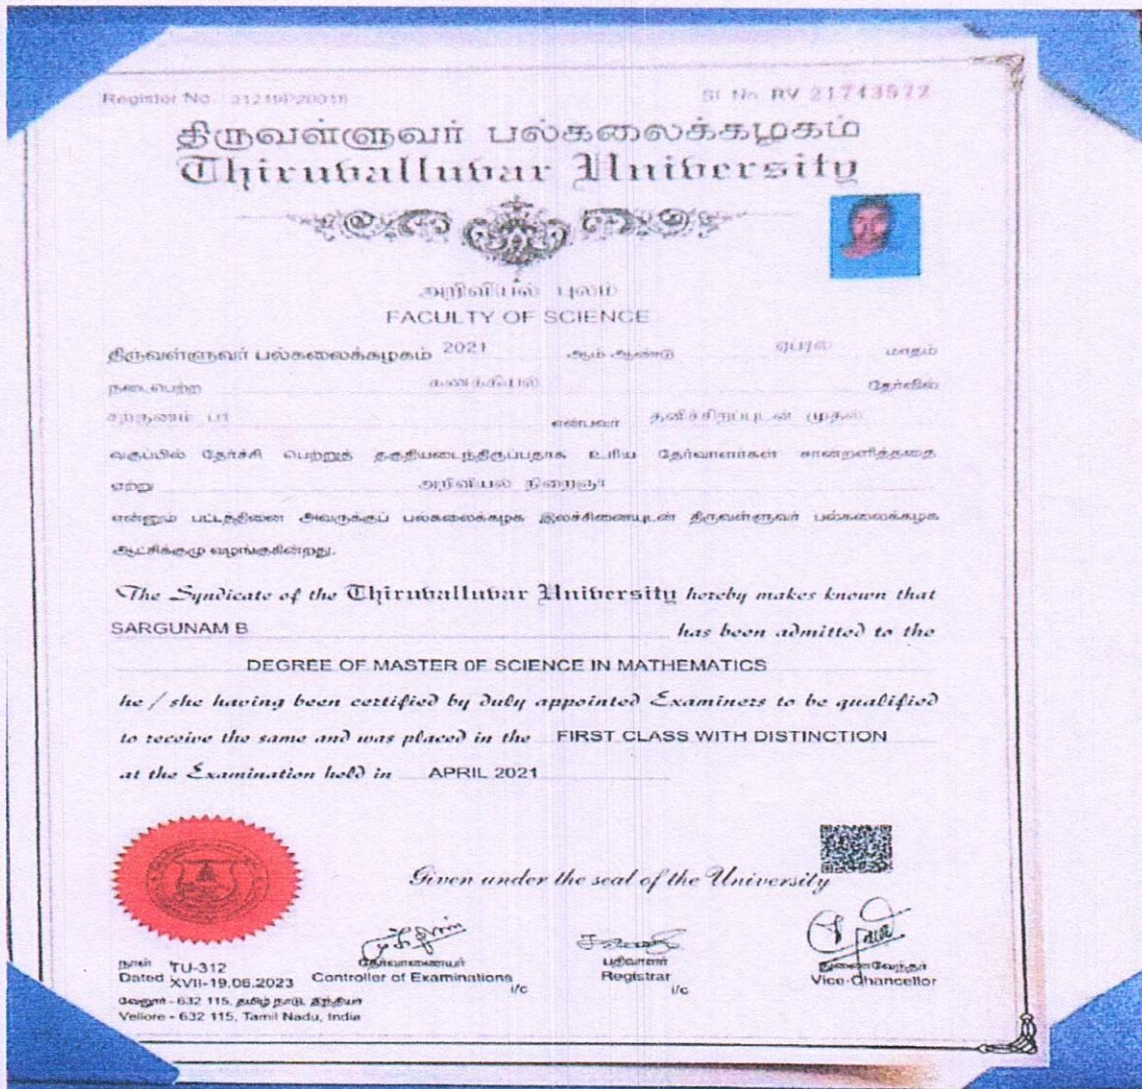 Register No. 31219P20018
Sl No RV 21743972
திருவள்ளுவர் பல்கலைக்கழகம்
Thiruvalluvar University
அறிவியல் புலம்
FACULTY OF SCIENCE
திருவள்ளுவர் பல்கலைக்கழகம் 2021 ஆம் ஆண்டு ஏப்ரல் மாதம்
நடைபெற்ற கணக்கியல் தேர்வில்
சற்குணம் பா என்பவர் தனிச்சிறப்புடன் முதல்
வகுப்பில் தேர்ச்சி பெற்றுத் தகுதியடைந்திருப்பதாக உரிய தேர்வாளர்கள் சான்றளித்ததை
ஏற்று அறிவியல் நிறைஞர்
என்னும் பட்டத்தினை அவருக்குப் பல்கலைக்கழக இலச்சினையுடன் திருவள்ளுவர் பல்கலைக்கழக
ஆட்சிக்குழு வழங்குகின்றது.
The Syndicate of the Thiruvalluvar University hereby makes known that
SARGUNAM B has been admitted to the
DEGREE OF MASTER OF SCIENCE IN MATHEMATICS
he / she having been certified by duly appointed Examiners to be qualified
to receive the same and was placed in the FIRST CLASS WITH DISTINCTION
at the Examination held in APRIL 2021
Given under the seal of the University
நாள் TU-312
Dated XVII-19.06.2023
வேலூர் - 632 115, தமிழ் நாடு, இந்தியா
Vellore - 632 115, Tamil Nadu, India
தேர்வாணையர்
Controller of Examinations i/c
பதிவாளர்
Registrar i/c
துணைவேந்தர்
Vice-Chancellor